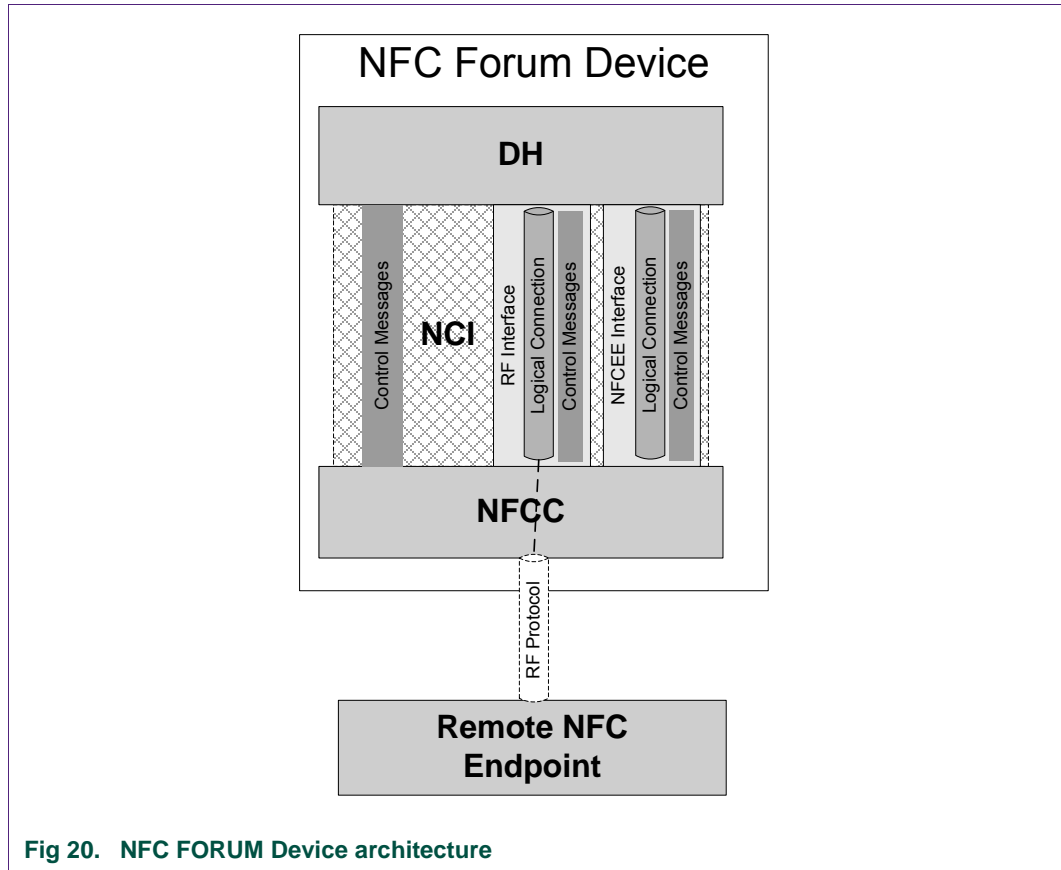 NFC Forum Device
DH
Control Messages
NCI
RF Interface
Logical Connection
Control Messages
NFCEE Interface
Logical Connection
Control Messages
NFCC
RF Protocol
Remote NFC
Endpoint
Fig 20. NFC FORUM Device architecture